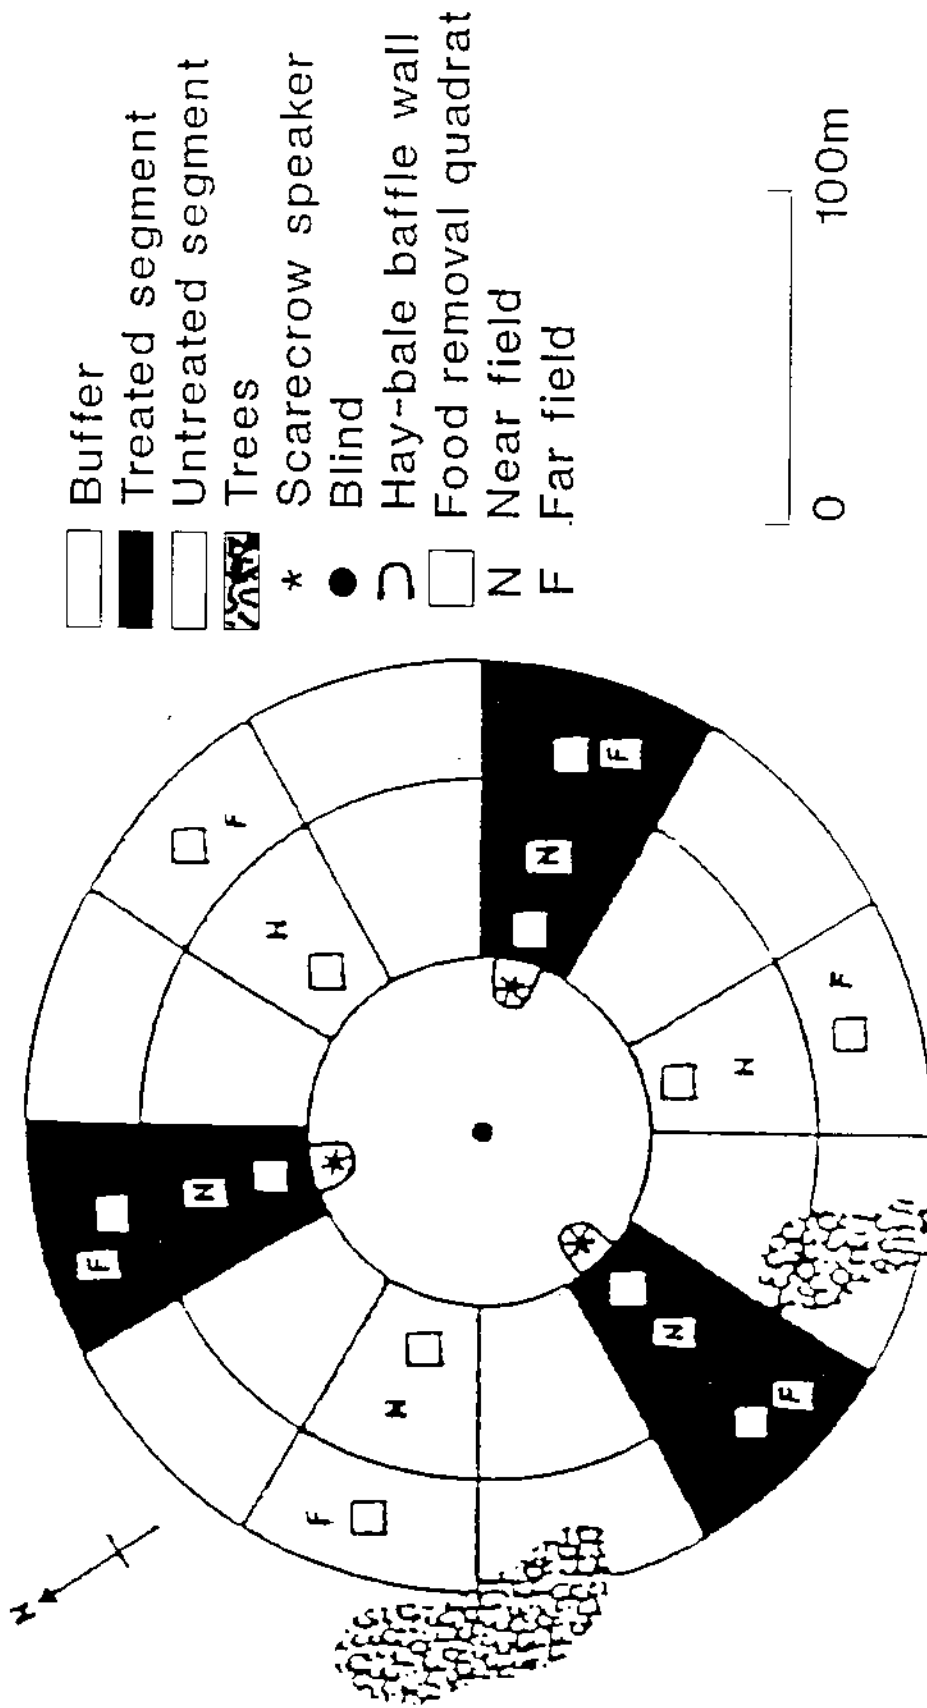 N
F
N
F
N
F
N
N
F
N
N
F
F
Buffer
Treated segment
Untreated segment
Trees
Scarecrow speaker
Blind
Hay-bale baffle wall
Food removal quadrat
N Near field
F Far field
0 100m